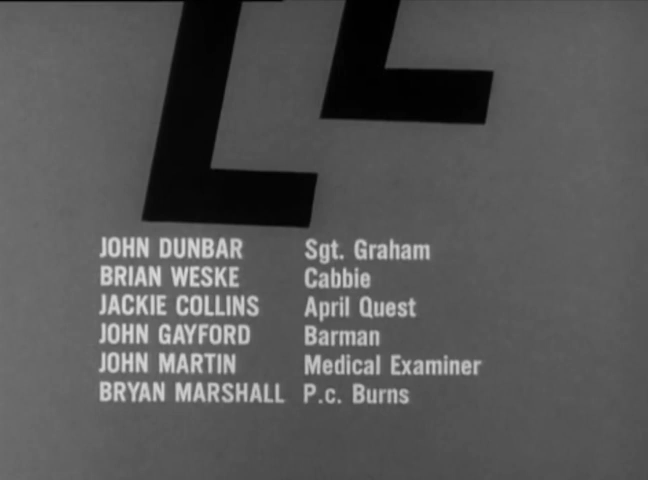 JOHN DUNBAR Sgt. Graham
BRIAN WESKE Cabbie
JACKIE COLLINS April Quest
JOHN GAYFORD Barman
JOHN MARTIN Medical Examiner
BRYAN MARSHALL P.c. Burns